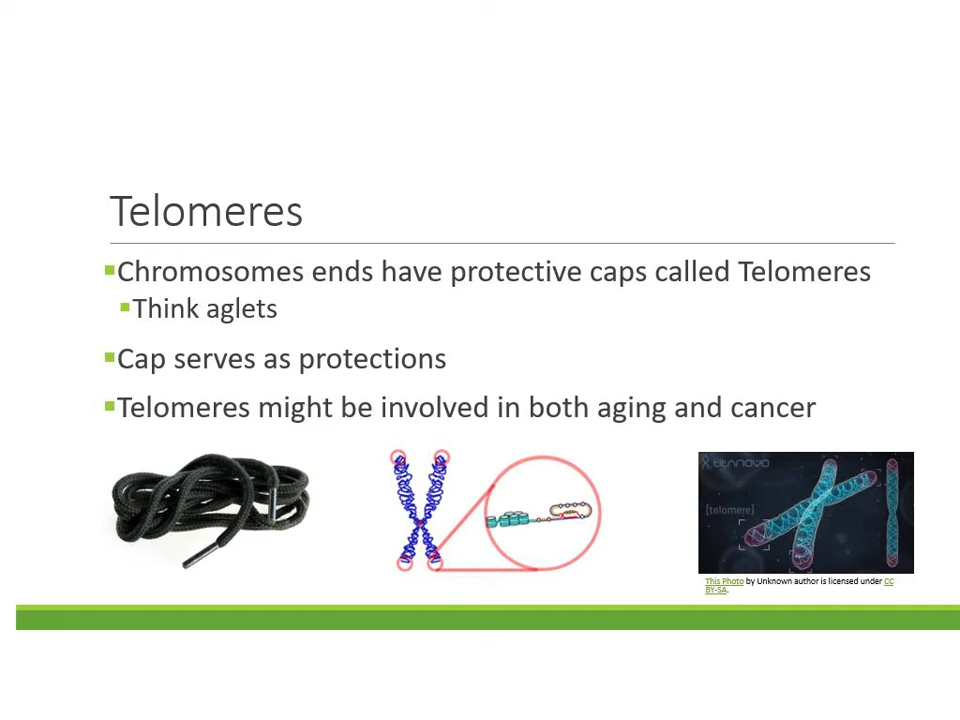 Telomeres
▪Chromosomes ends have protective caps called Telomeres
▪Think aglets
▪Cap serves as protections
▪Telomeres might be involved in both aging and cancer
titanovo
[telomere]
This Photo by Unknown author is licensed under CC
BY-SA.